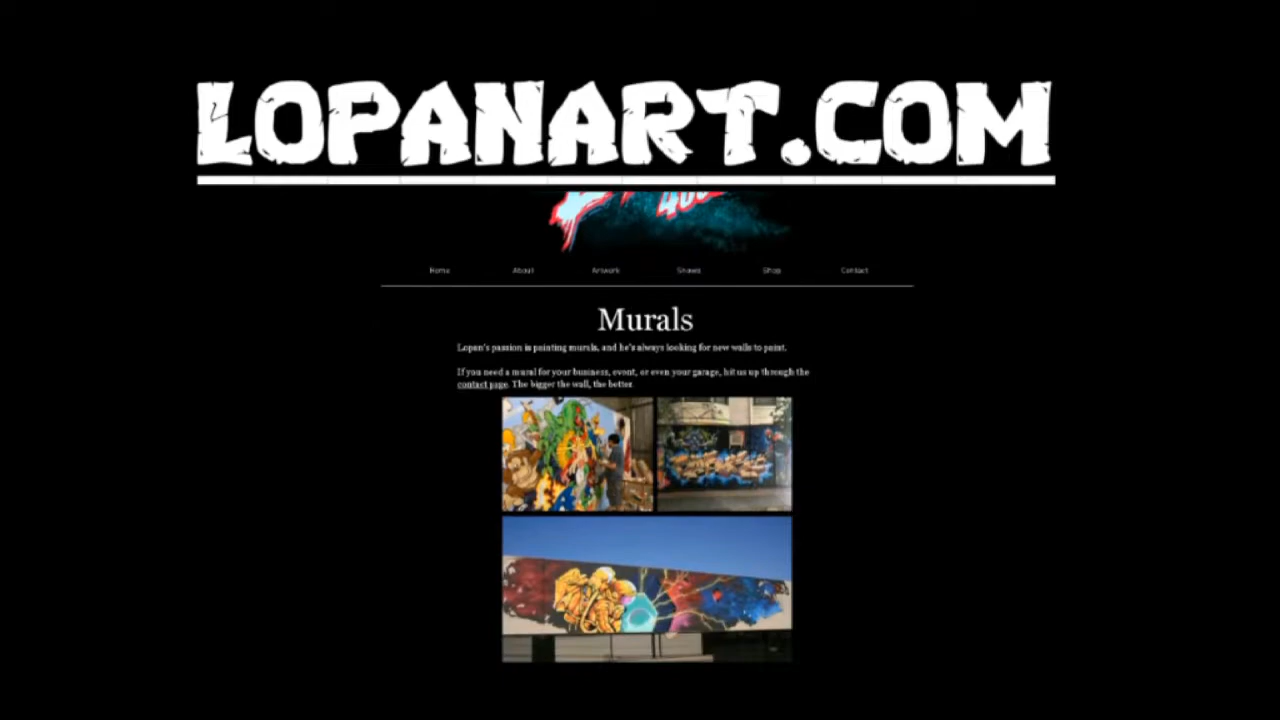 LOPANART.COM
Home About Artwork Shows Shop Contact
Murals
Lopan's passion is painting murals, and he's always looking for new walls to paint.
If you need a mural for your business, event, or even your garage, hit us up through the
contact page. The bigger the wall, the better.